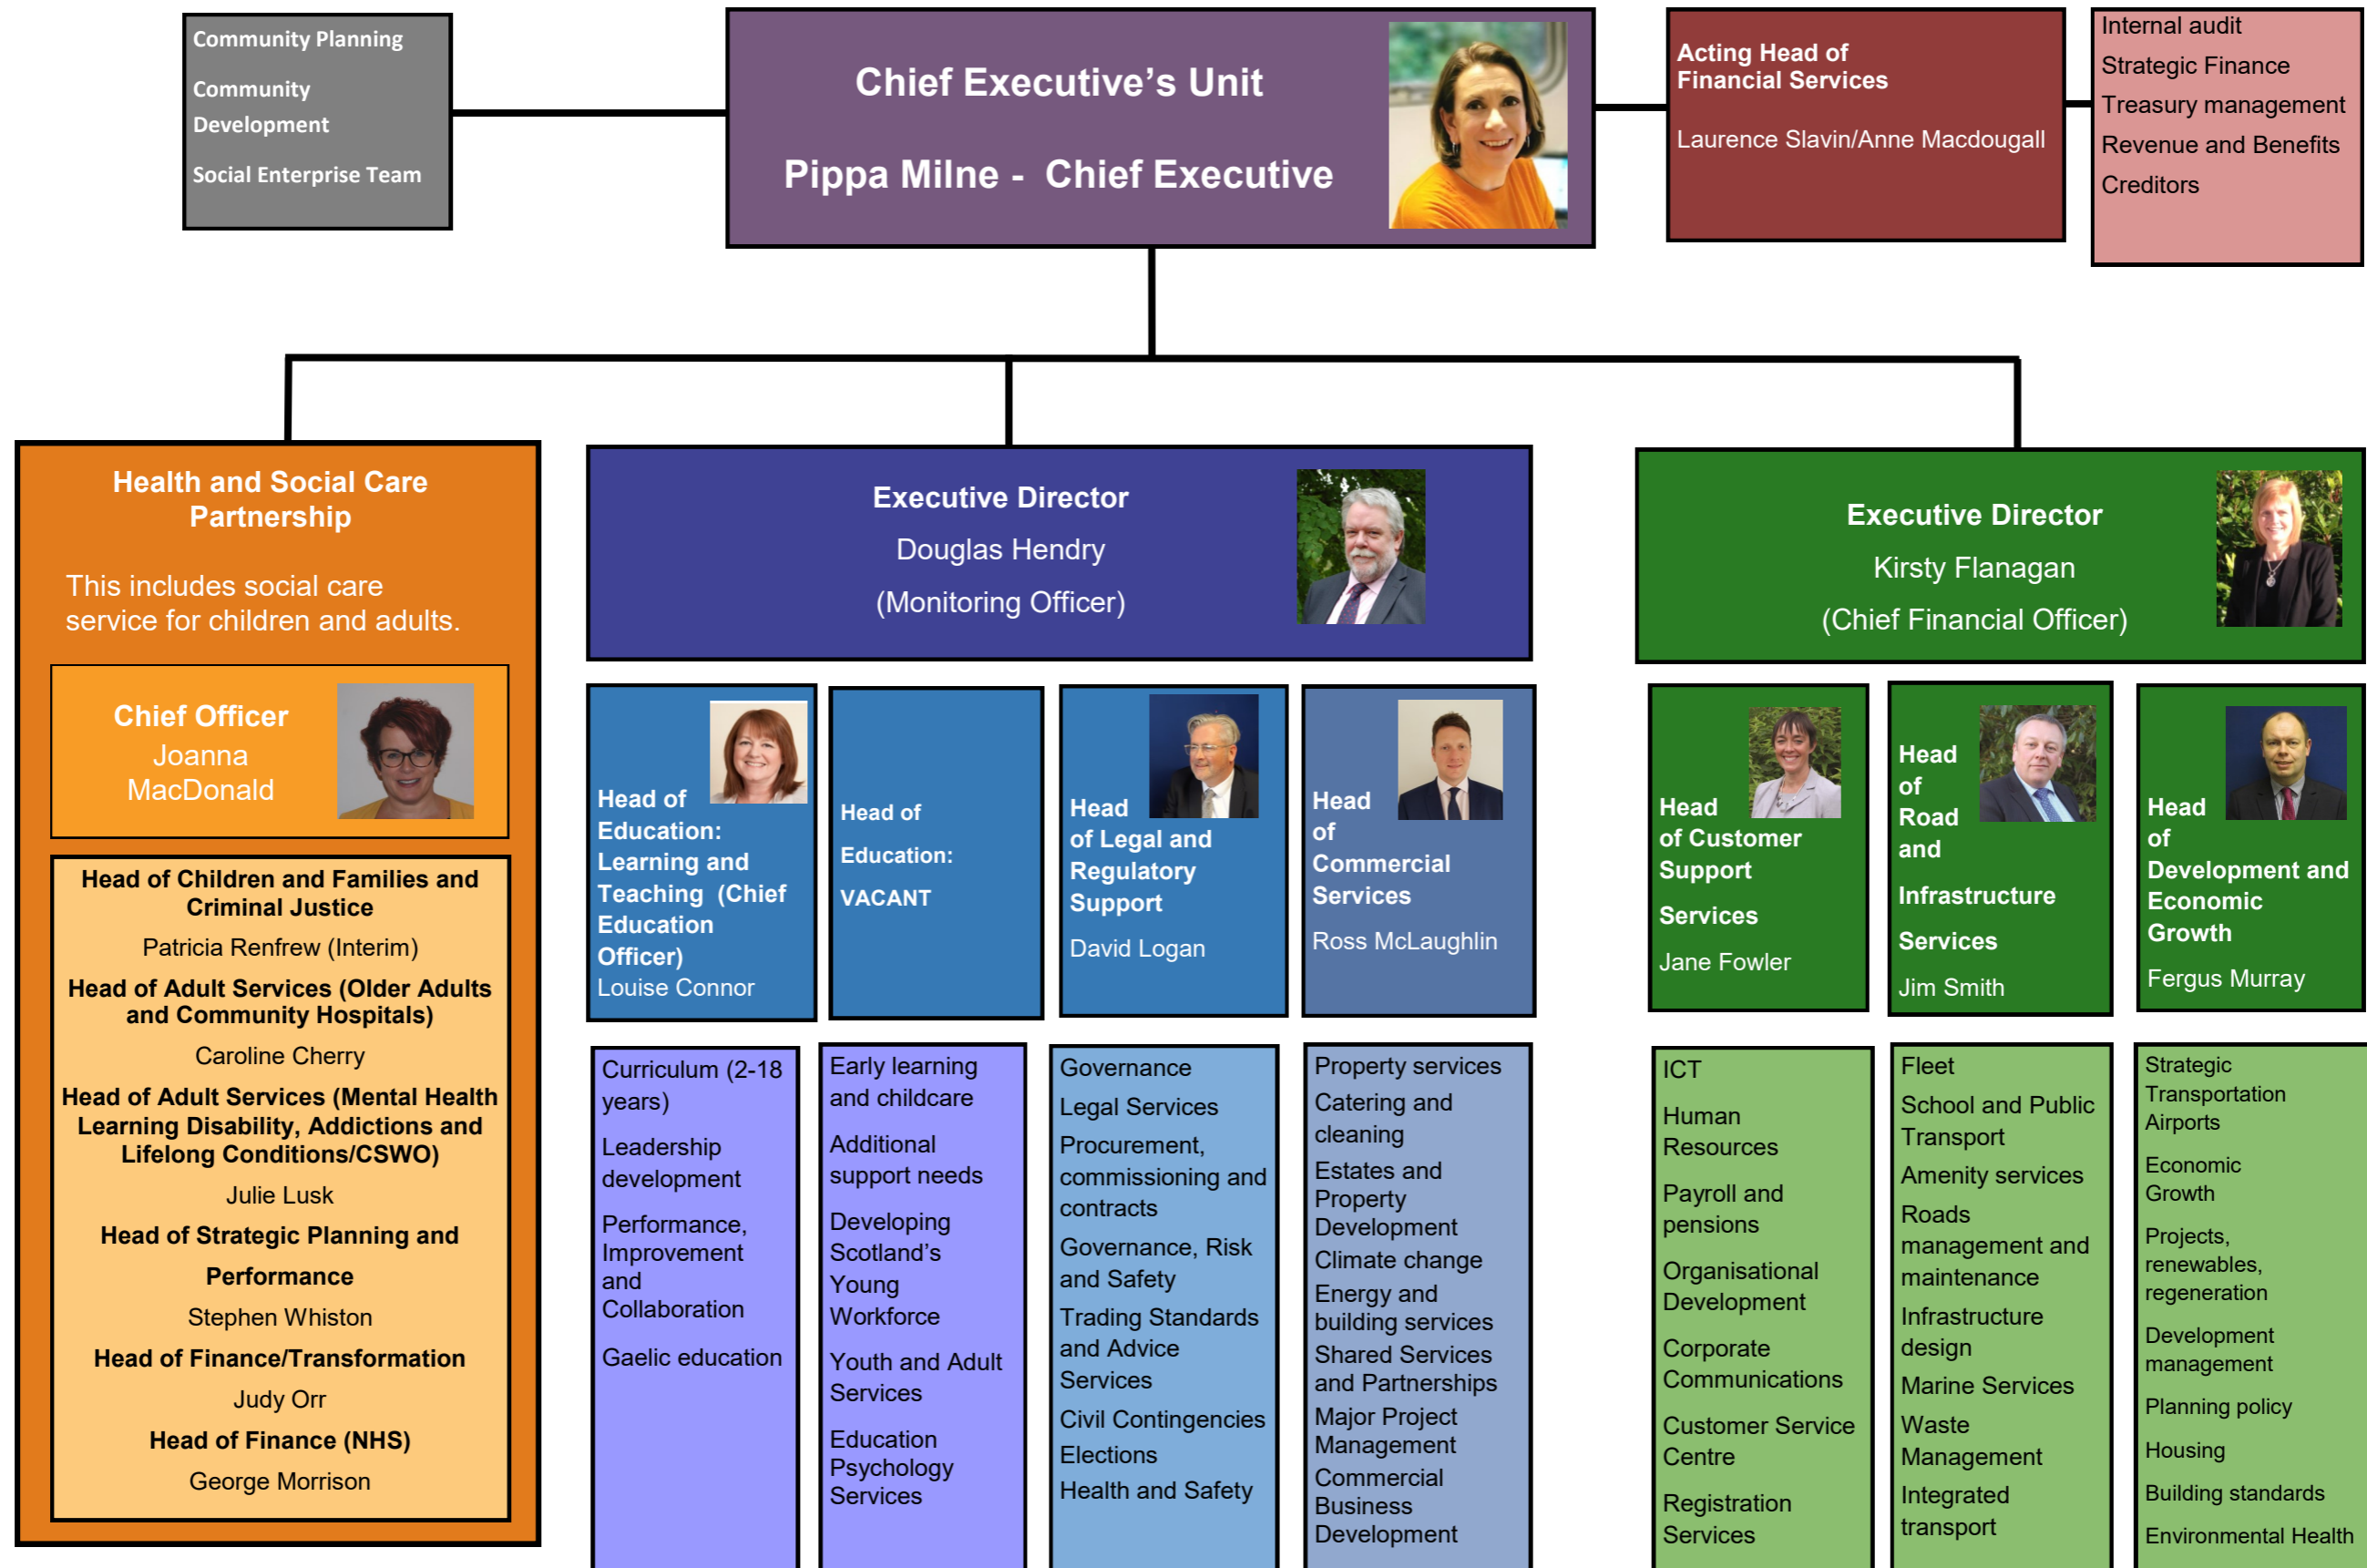 Community Planning
Community
Development
Social Enterprise Team
Chief Executive’s Unit
Pippa Milne -  Chief Executive
Acting Head of
Financial Services
Laurence Slavin/Anne Macdougall
Internal audit
Strategic Finance
Treasury management
Revenue and Benefits
Creditors
Health and Social Care
Partnership
This includes social care
service for children and adults.
Chief Officer
Joanna
MacDonald
Head of Children and Families and
Criminal Justice
Patricia Renfrew (Interim)
Head of Adult Services (Older Adults
and Community Hospitals)
Caroline Cherry
Head of Adult Services (Mental Health
Learning Disability, Addictions and
Lifelong Conditions/CSWO)
Julie Lusk
Head of Strategic Planning and
Performance
Stephen Whiston
Head of Finance/Transformation
Judy Orr
Head of Finance (NHS)
George Morrison
Executive Director
Douglas Hendry
(Monitoring Officer)
Head of
Education:
Learning and
Teaching  (Chief
Education
Officer)
Louise Connor
Head of
Education:
VACANT
Head
of Legal and
Regulatory
Support
David Logan
Head
of
Commercial
Services
Ross McLaughlin
Curriculum (2-18
years)
Leadership
development
Performance,
Improvement
and
Collaboration
Gaelic education
Early learning
and childcare
Additional
support needs
Developing
Scotland’s
Young
Workforce
Youth and Adult
Services
Education
Psychology
Services
Governance
Legal Services
Procurement,
commissioning and
contracts
Governance, Risk
and Safety
Trading Standards
and Advice
Services
Civil Contingencies
Elections
Health and Safety
Property services
Catering and
cleaning
Estates and
Property
Development
Climate change
Energy and
building services
Shared Services
and Partnerships
Major Project
Management
Commercial
Business
Development
Executive Director
Kirsty Flanagan
(Chief Financial Officer)
Head
of Customer
Support
Services
Jane Fowler
Head
of
Road
and
Infrastructure
Services
Jim Smith
Head
of
Development and
Economic
Growth
Fergus Murray
ICT
Human
Resources
Payroll and
pensions
Organisational
Development
Corporate
Communications
Customer Service
Centre
Registration
Services
Fleet
School and Public
Transport
Amenity services
Roads
management and
maintenance
Infrastructure
design
Marine Services
Waste
Management
Integrated
transport
Strategic
Transportation
Airports
Economic
Growth
Projects,
renewables,
regeneration
Development
management
Planning policy
Housing
Building standards
Environmental Health